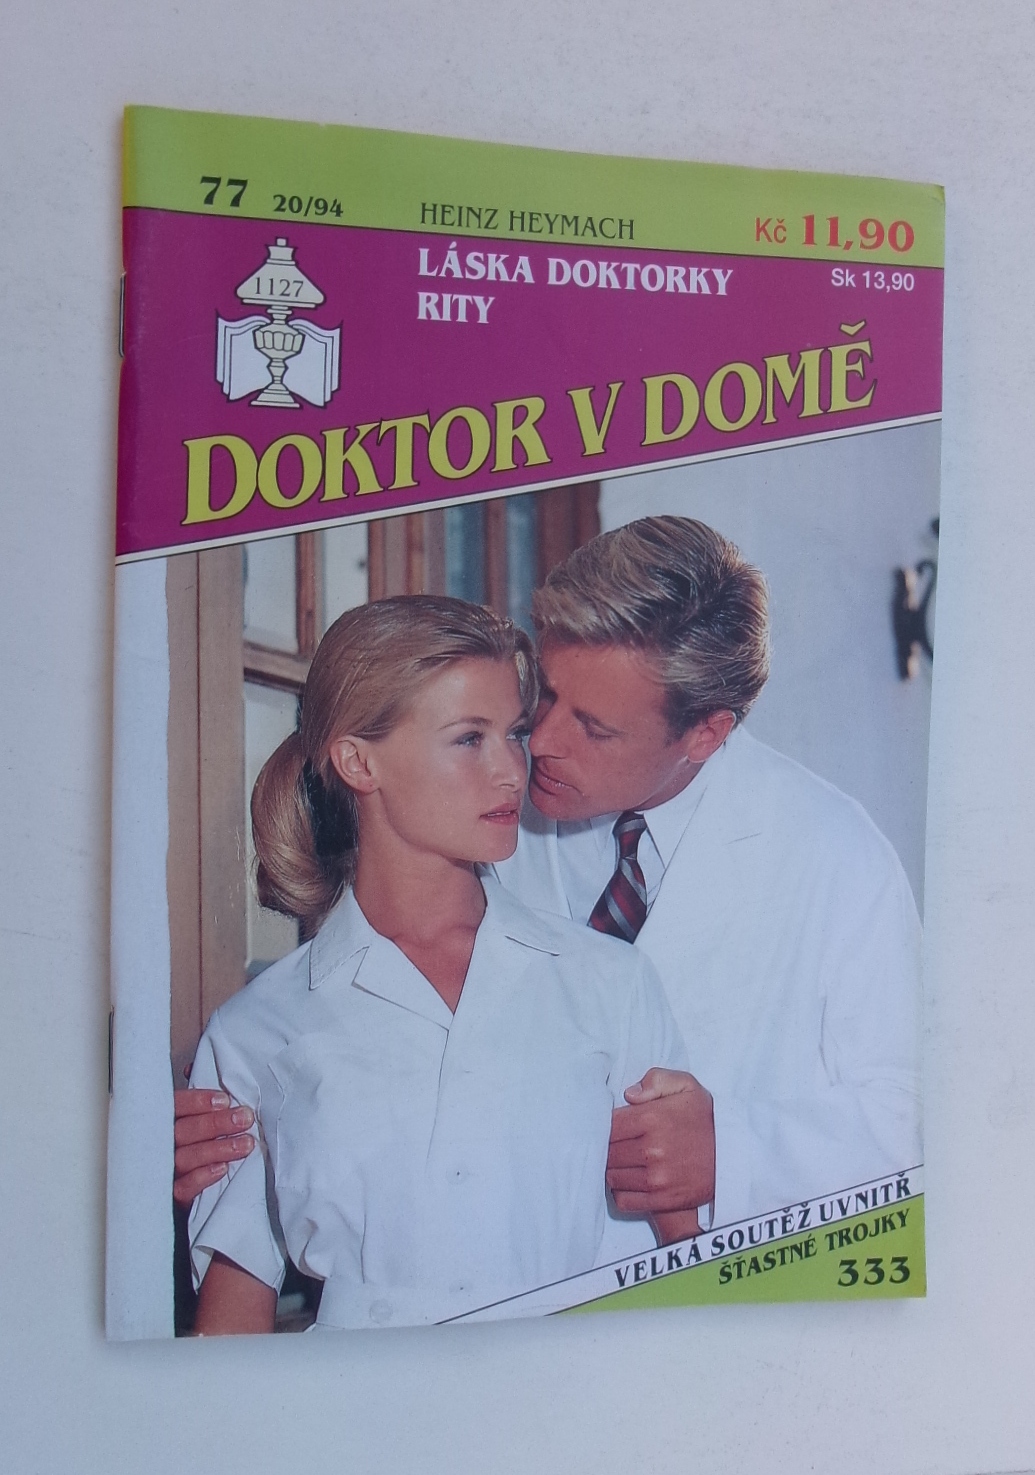 77 20/94
HEINZ HEYMACH
Kč 11,90
Sk 13,90
LÁSKA DOKTORKY
RITY
1127
DOKTOR V DOMĚ
VELKÁ SOUTĚŽ UVNITŘ
ŠŤASTNÉ TROJKY
333